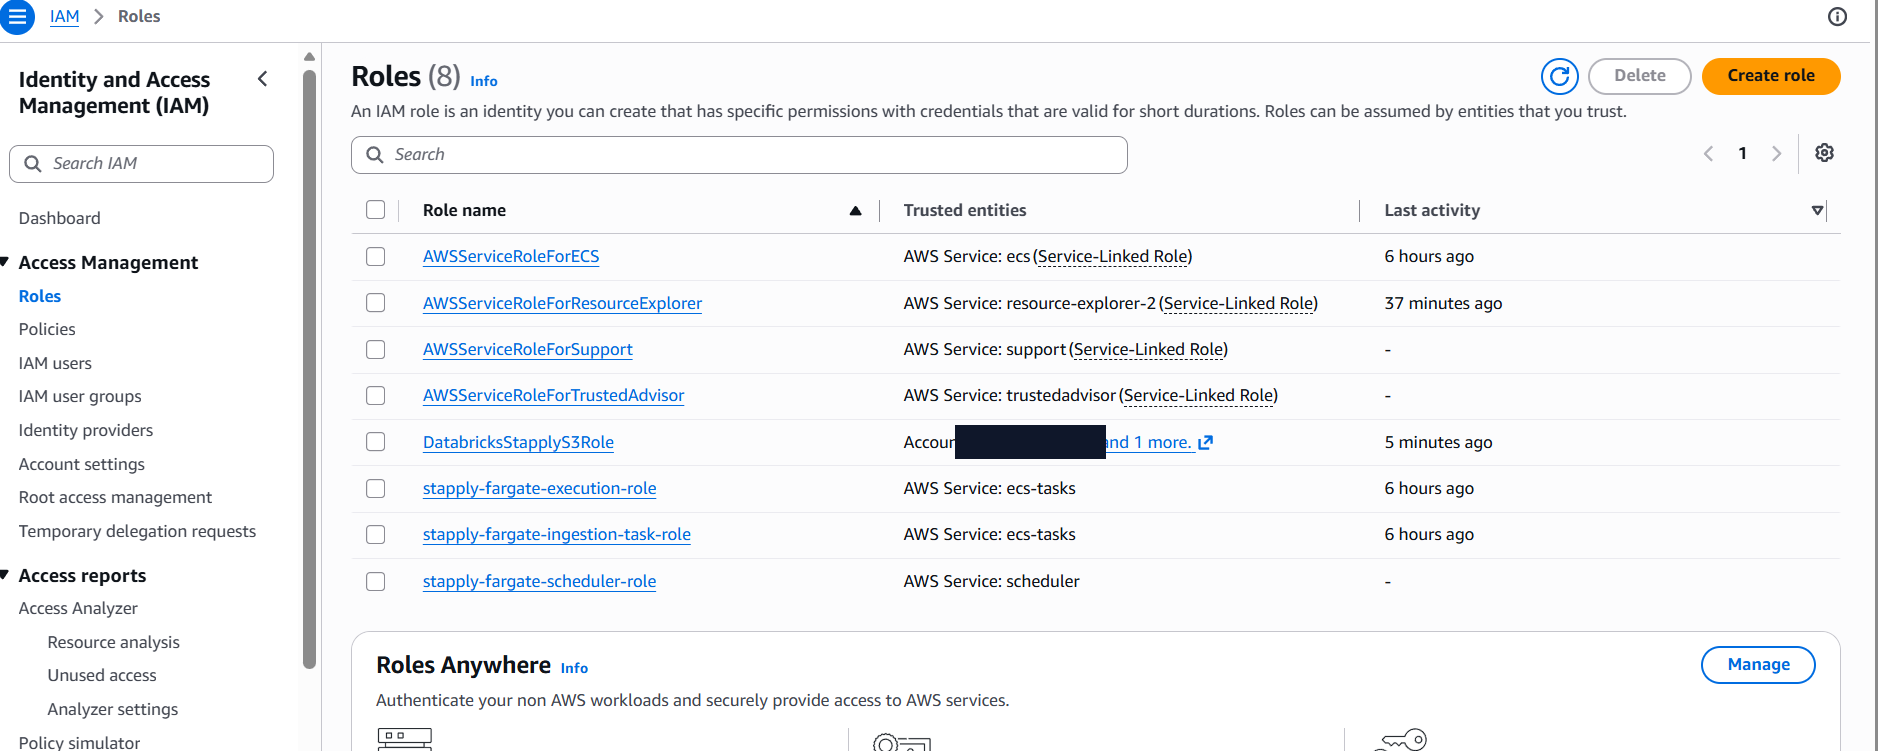 IAM > Roles
Identity and Access
Management (IAM)
Search IAM
Dashboard
Access Management
Roles
Policies
IAM users
IAM user groups
Identity providers
Account settings
Root access management
Temporary delegation requests
Access reports
Access Analyzer
Resource analysis
Unused access
Analyzer settings
Policy simulator
Roles (8) Info
Delete
Create role
An IAM role is an identity you can create that has specific permissions with credentials that are valid for short durations. Roles can be assumed by entities that you trust.
Search
1
Role name Trusted entities Last activity
AWSServiceRoleForECS AWS Service: ecs (Service-Linked Role) 6 hours ago
AWSServiceRoleForResourceExplorer AWS Service: resource-explorer-2 (Service-Linked Role) 37 minutes ago
AWSServiceRoleForSupport AWS Service: support (Service-Linked Role) -
AWSServiceRoleForTrustedAdvisor AWS Service: trustedadvisor (Service-Linked Role) -
DatabricksStapplyS3Role 1 more. 5 minutes ago
stapply-fargate-execution-role AWS Service: ecs-tasks 6 hours ago
stapply-fargate-ingestion-task-role AWS Service: ecs-tasks 6 hours ago
stapply-fargate-scheduler-role AWS Service: scheduler -
Roles Anywhere Info
Manage
Authenticate your non AWS workloads and securely provide access to AWS services.